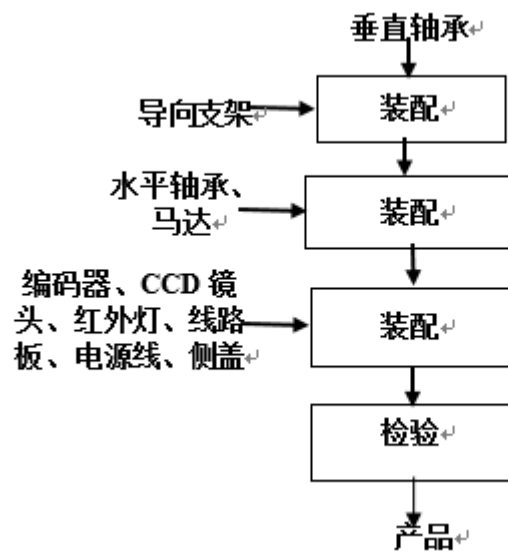 垂直轴承
导向支架
装配
水平轴承、
马达
装配
编码器、CCD 镜
头、红外灯、线路
板、电源线、侧盖
装配
检验
产品